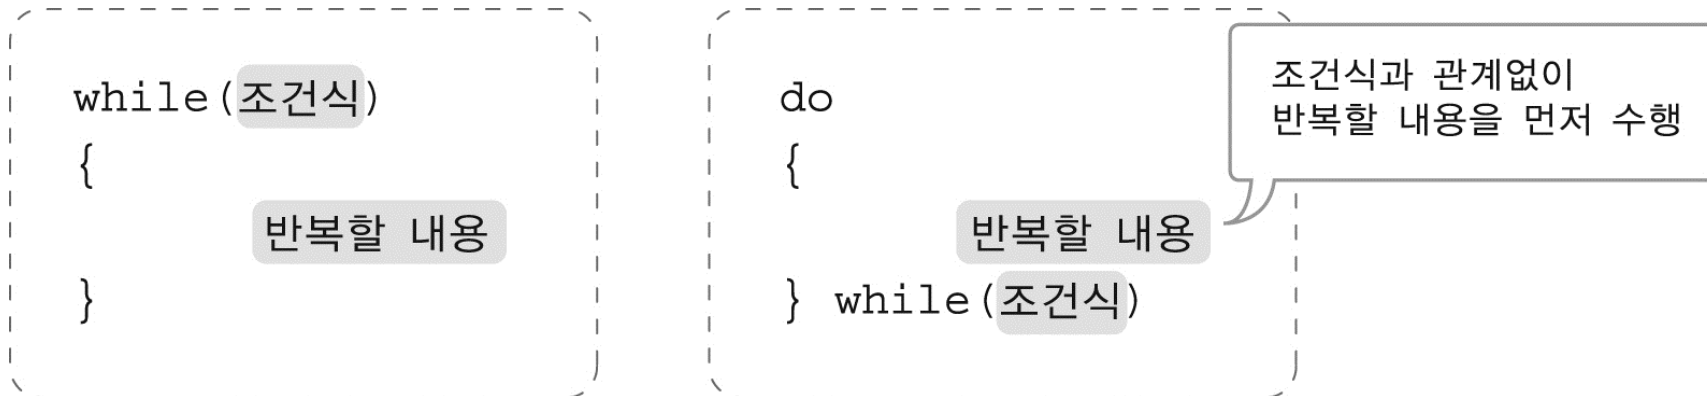 while(조건식)
{
반복할 내용
}
do
{
반복할 내용
} while(조건식)
조건식과 관계없이
반복할 내용을 먼저 수행